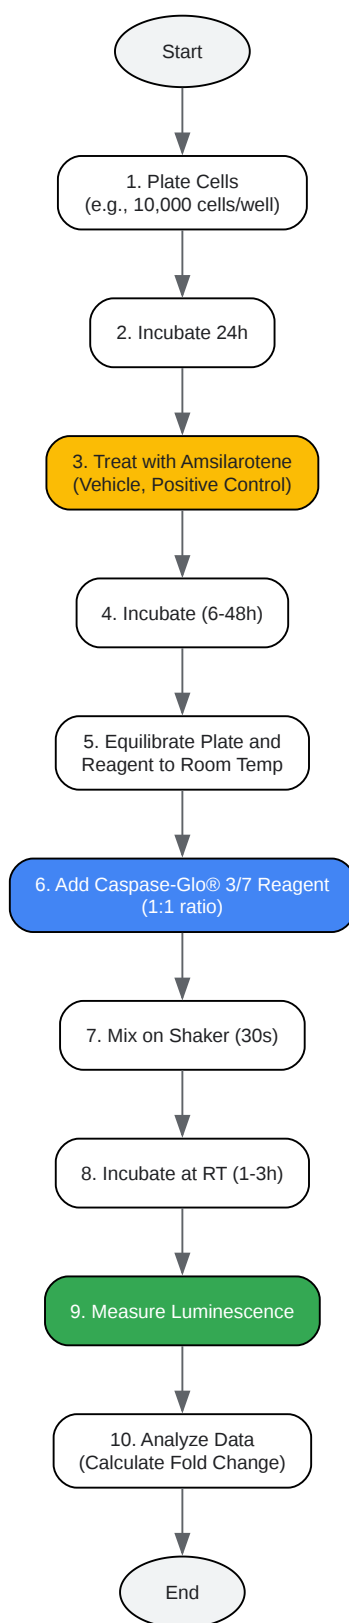 Start
1. Plate Cells
(e.g., 10,000 cells/well)
2. Incubate 24h
3. Treat with Amsilarotene
(Vehicle, Positive Control)
4. Incubate (6-48h)
5. Equilibrate Plate and
Reagent to Room Temp
6. Add Caspase-Glo® 3/7 Reagent
(1:1 ratio)
7. Mix on Shaker (30s)
8. Incubate at RT (1-3h)
9. Measure Luminescence
10. Analyze Data
(Calculate Fold Change)
End